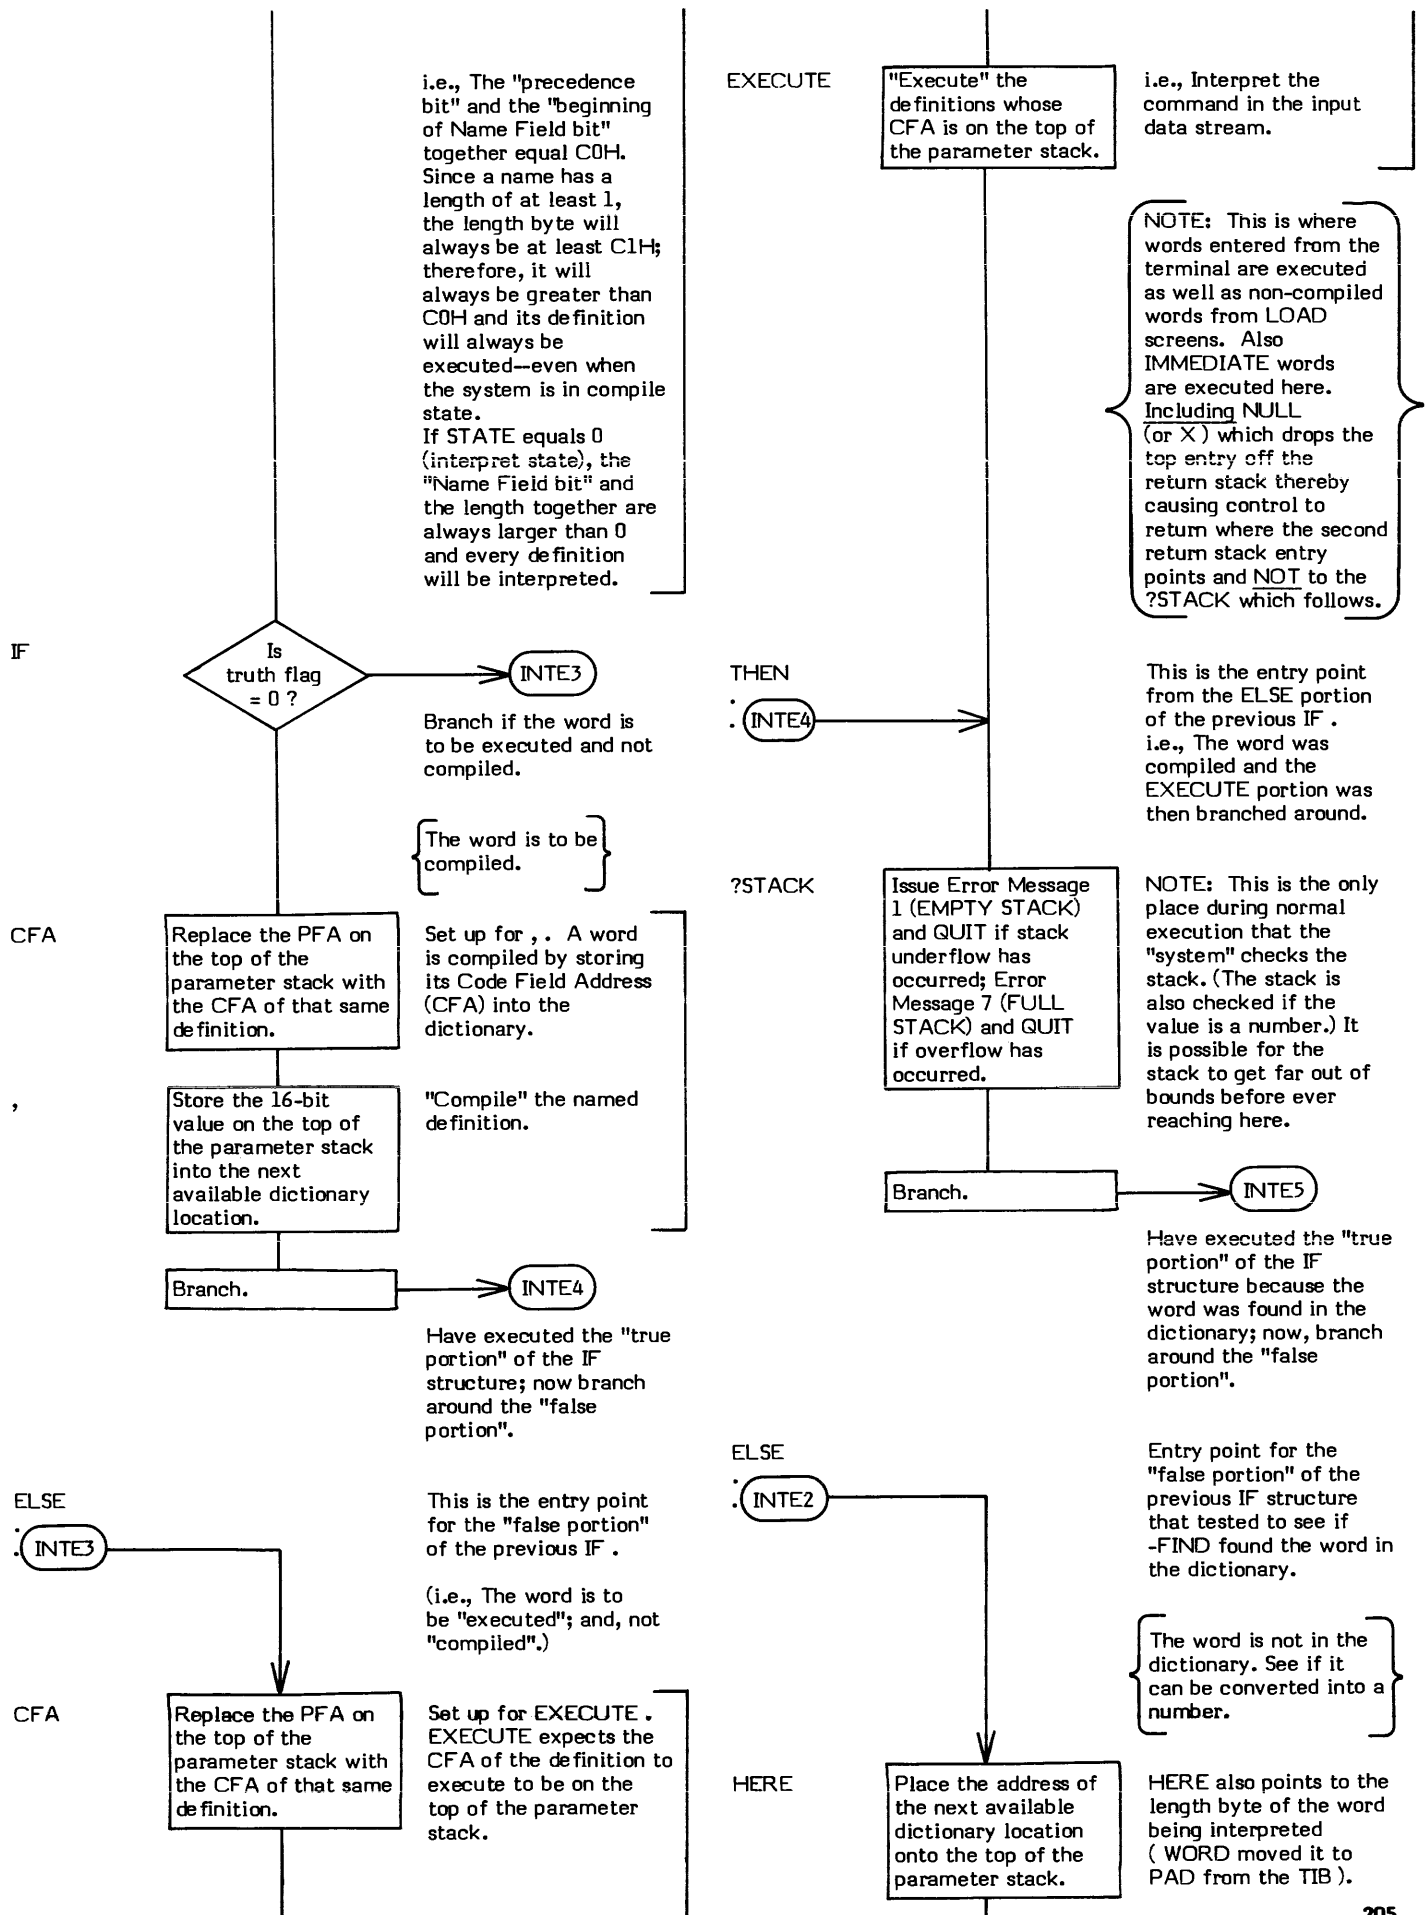 i.e., The "precedence
bit" and the "beginning
of Name Field bit"
together equal C0H.
Since a name has a
length of at least 1,
the length byte will
always be at least C1H;
therefore, it will
always be greater than
C0H and its definition
will always be
executed--even when
the system is in compile
state.
If STATE equals 0
(interpret state), the
"Name Field bit" and
the length together are
always larger than 0
and every definition
will be interpreted.
IF
Is
truth flag
= 0 ?
INTE3
Branch if the word is
to be executed and not
compiled.
The word is to be
compiled.
CFA
Replace the PFA on
the top of the
parameter stack with
the CFA of that same
definition.
Set up for , . A word
is compiled by storing
its Code Field Address
(CFA) into the
dictionary.
,
Store the 16-bit
value on the top of
the parameter stack
into the next
available dictionary
location.
"Compile" the named
definition.
Branch.
INTE4
Have executed the "true
portion" of the IF
structure; now branch
around the "false
portion".
ELSE
: INTE3
This is the entry point
for the "false portion"
of the previous IF .
(i.e., The word is to
be "executed"; and, not
"compiled".)
CFA
Replace the PFA on
the top of the
parameter stack with
the CFA of that same
definition.
Set up for EXECUTE .
EXECUTE expects the
CFA of the definition to
execute to be on the
top of the parameter
stack.
EXECUTE
"Execute" the
definitions whose
CFA is on the top of
the parameter stack.
i.e., Interpret the
command in the input
data stream.
NOTE: This is where
words entered from the
terminal are executed
as well as non-compiled
words from LOAD
screens. Also
IMMEDIATE words
are executed here.
Including NULL
(or X ) which drops the
top entry off the
return stack thereby
causing control to
return where the second
return stack entry
points and NOT to the
?STACK which follows.
THEN
: INTE4
This is the entry point
from the ELSE portion
of the previous IF .
i.e., The word was
compiled and the
EXECUTE portion was
then branched around.
?STACK
Issue Error Message
1 (EMPTY STACK)
and QUIT if stack
underflow has
occurred; Error
Message 7 (FULL
STACK) and QUIT
if overflow has
occurred.
NOTE: This is the only
place during normal
execution that the
"system" checks the
stack. (The stack is
also checked if the
value is a number.) It
is possible for the
stack to get far out of
bounds before ever
reaching here.
Branch.
INTE5
Have executed the "true
portion" of the IF
structure because the
word was found in the
dictionary; now, branch
around the "false
portion".
ELSE
: INTE2
Entry point for the
"false portion" of the
previous IF structure
that tested to see if
-FIND found the word in
the dictionary.
The word is not in the
dictionary. See if it
can be converted into a
number.
HERE
Place the address of
the next available
dictionary location
onto the top of the
parameter stack.
HERE also points to the
length byte of the word
being interpreted
( WORD moved it to
PAD from the TIB ).
205